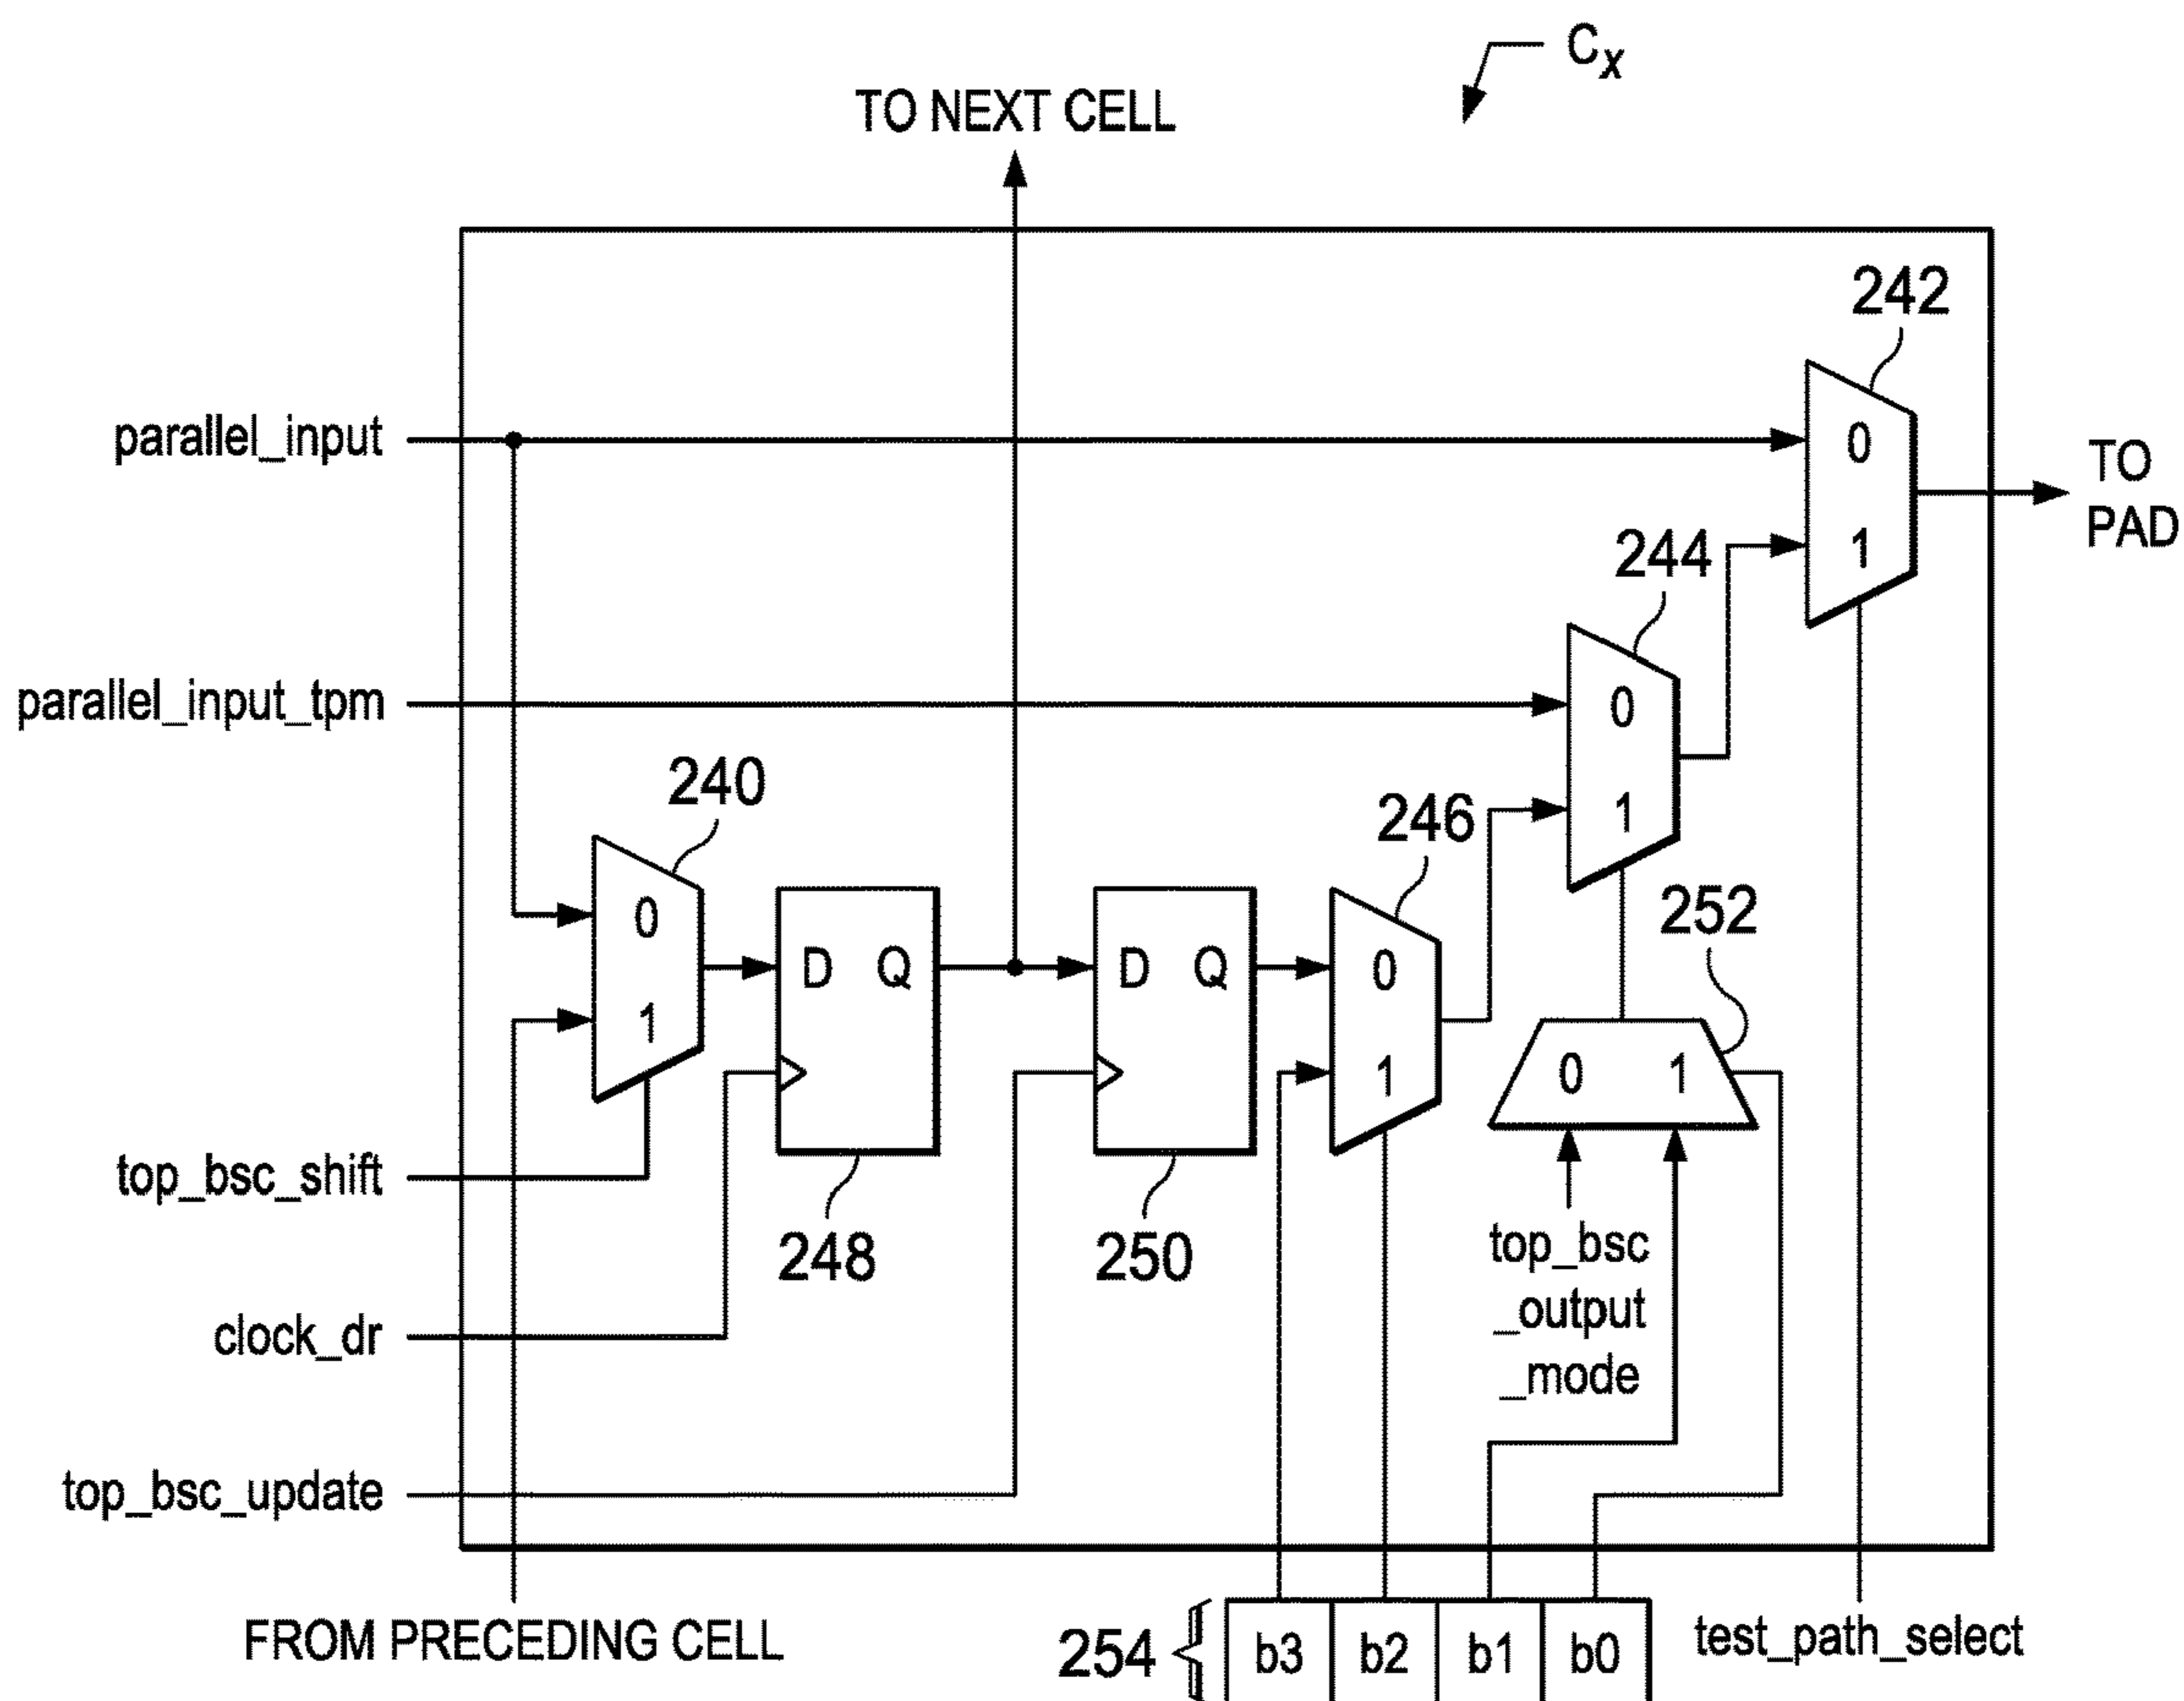 Cx
TO NEXT CELL
242
parallel_input
0
TO
PAD
1
244
parallel_input_tpm
0
240
246
1
252
0
D Q
D Q
0
1
1
0 1
top_bsc_shift
248
250
top_bsc
_output
_mode
clock_dr
top_bsc_update
FROM PRECEDING CELL
254
b3 b2 b1 b0
test_path_select